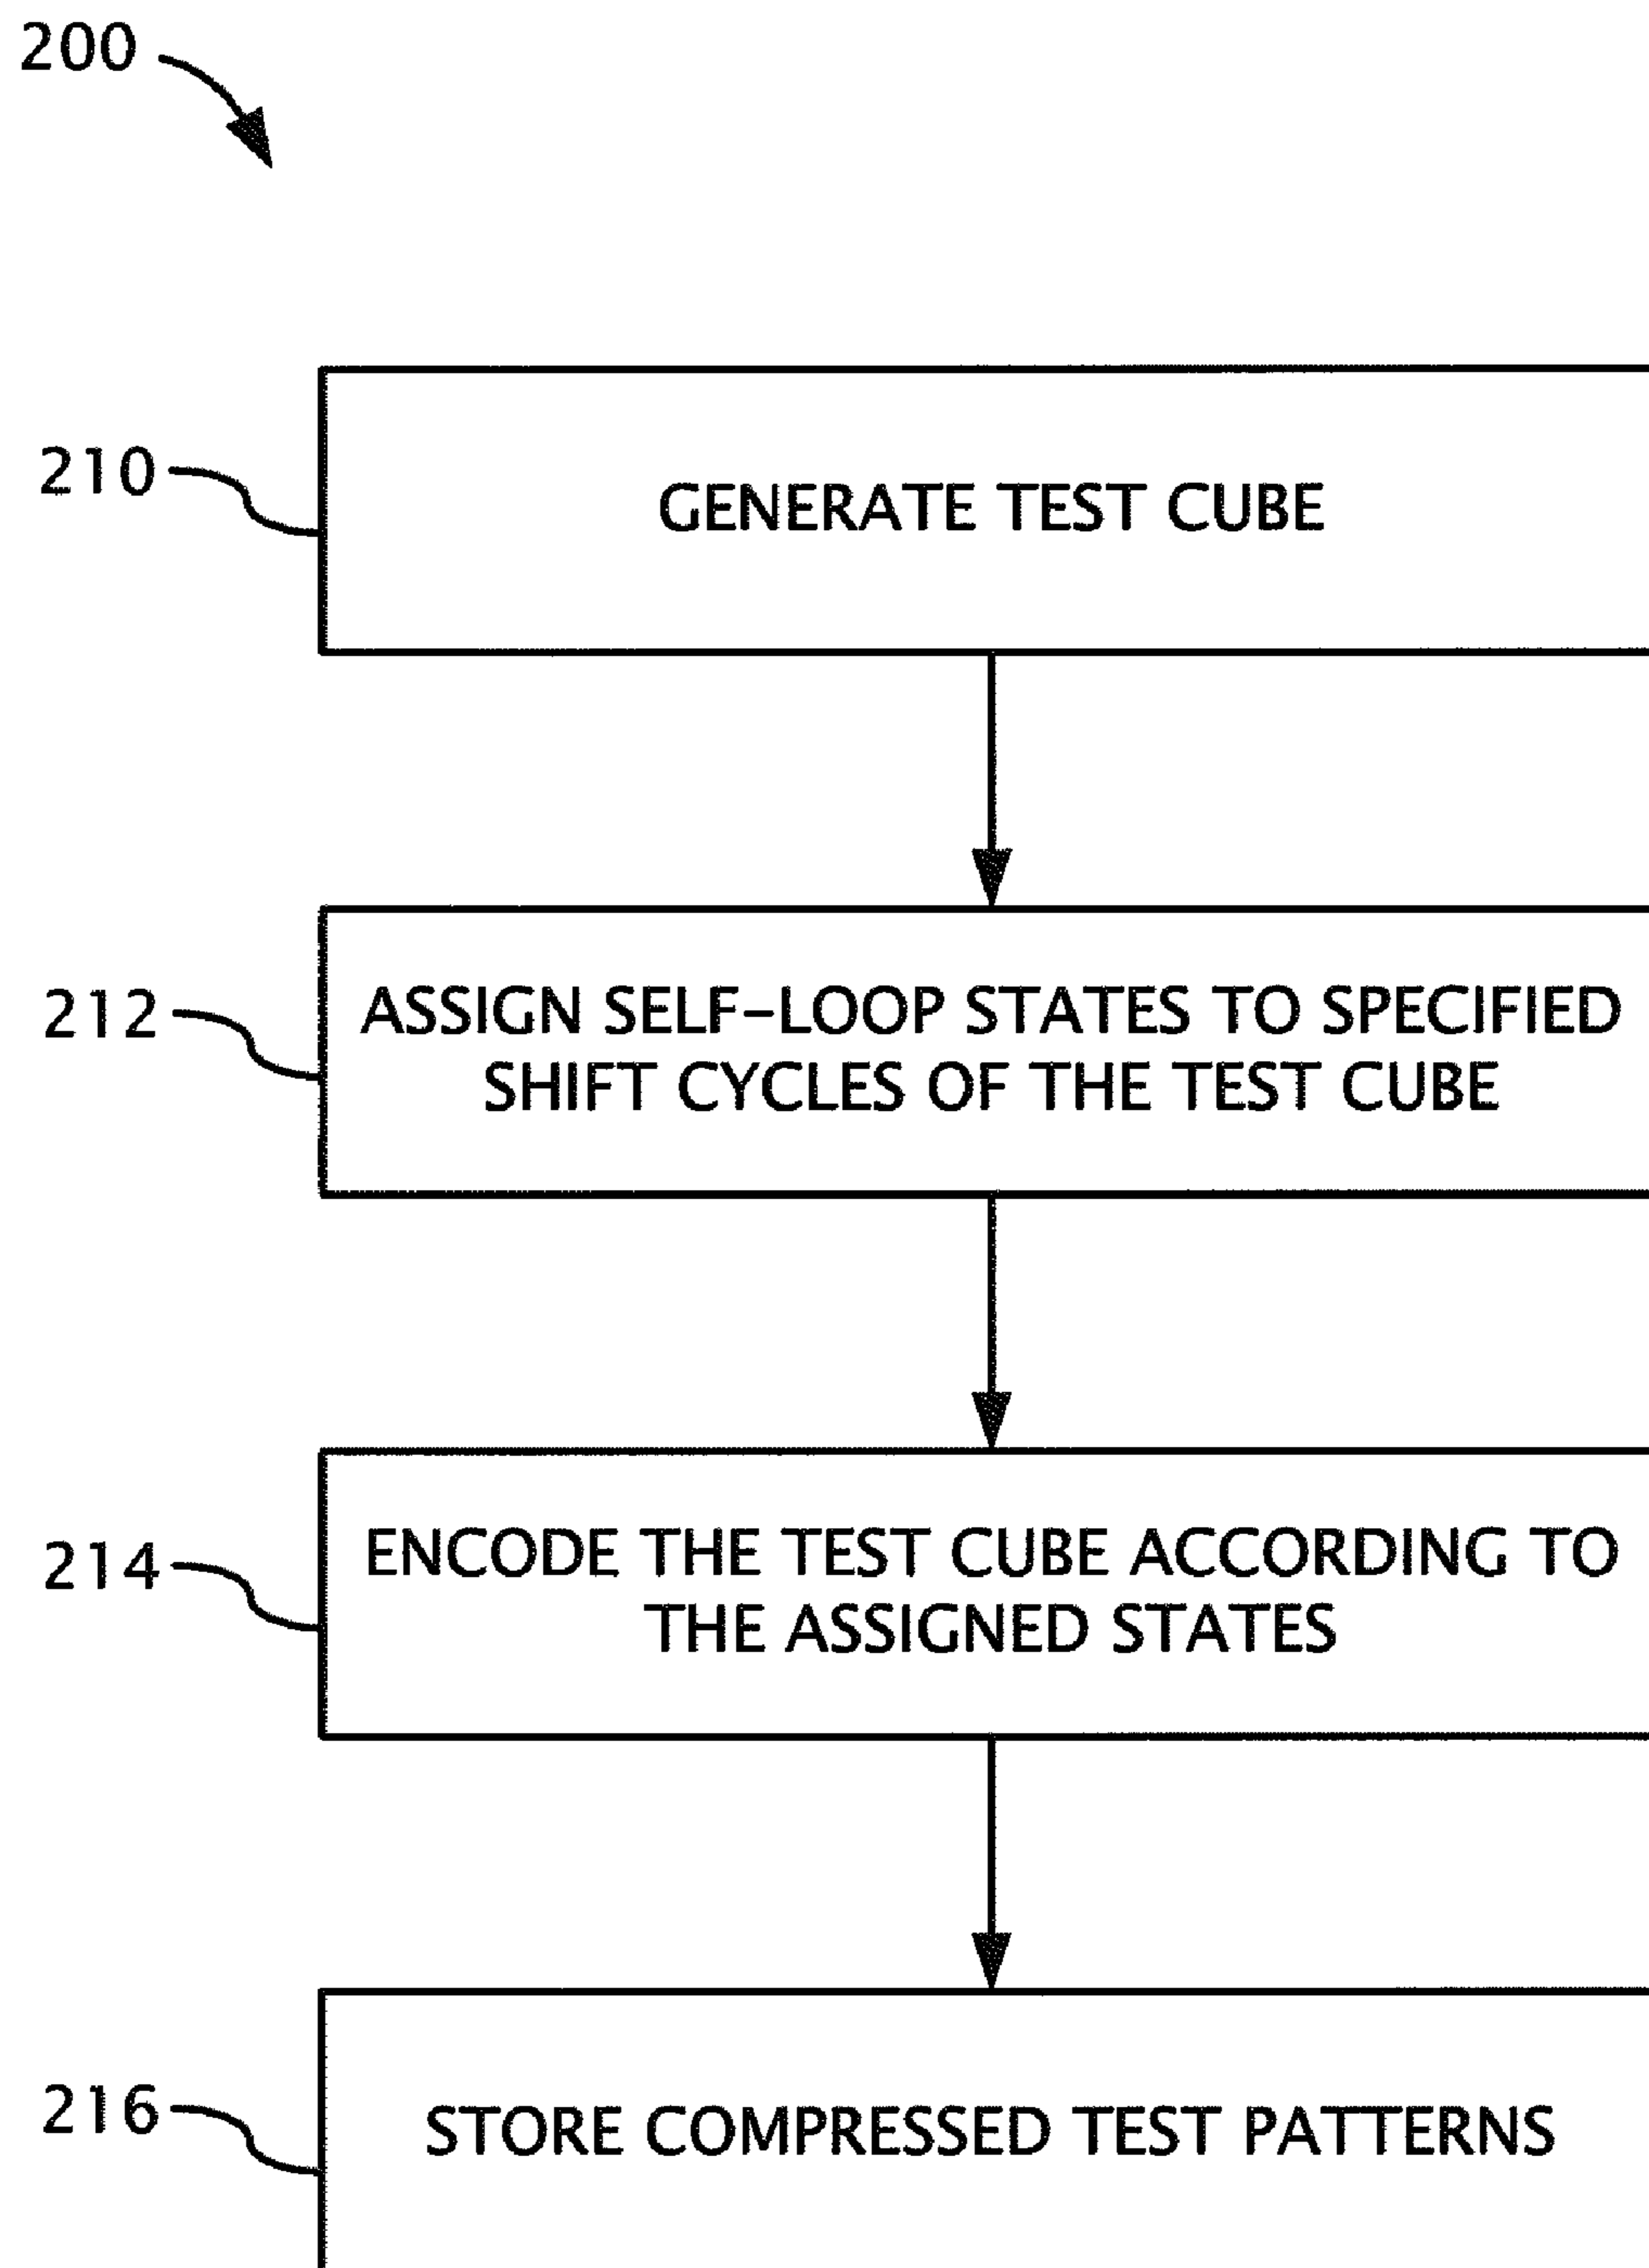 200
210
GENERATE TEST CUBE
212
ASSIGN SELF-LOOP STATES TO SPECIFIED
SHIFT CYCLES OF THE TEST CUBE
214
ENCODE THE TEST CUBE ACCORDING TO
THE ASSIGNED STATES
216
STORE COMPRESSED TEST PATTERNS